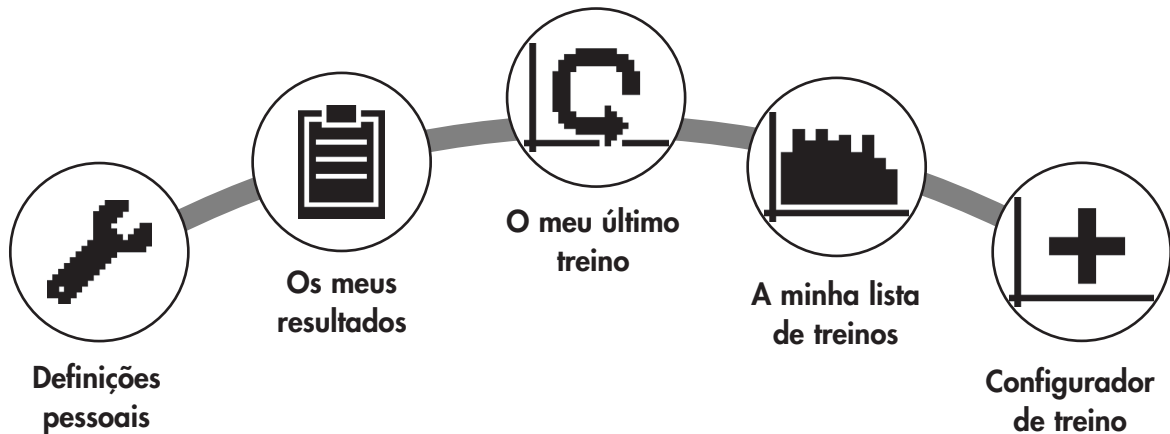 Definições
pessoais
Os meus
resultados
O meu último
treino
A minha lista
de treinos
Configurador
de treino